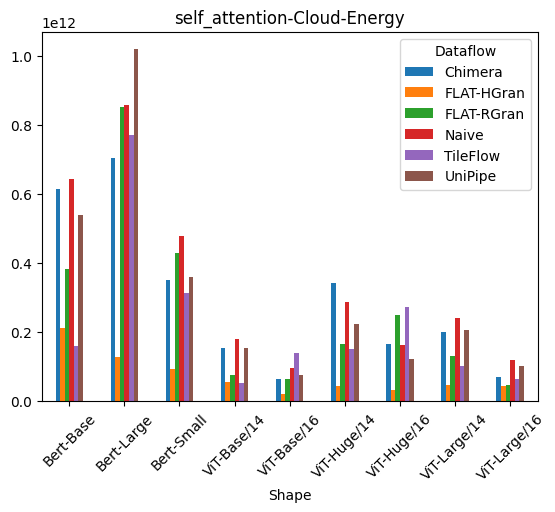 self_attention-Cloud-Energy
1e12
1.0
0.8
0.6
0.4
0.2
0.0
Dataflow
Chimera
FLAT-HGran
FLAT-RGran
Naive
TileFlow
UniPipe
Bert-Base
Bert-Large
Bert-Small
ViT-Base/14
ViT-Base/16
ViT-Huge/14
ViT-Huge/16
ViT-Large/14
ViT-Large/16
Shape